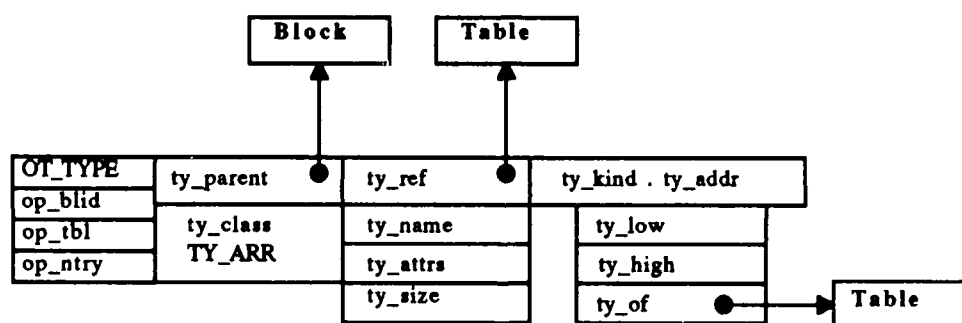 Block
Table
OT_TYPE
op_blid
op_tbl
op_ntry
ty_parent
ty_class
TY_ARR
ty_ref
ty_name
ty_attrs
ty_size
ty_kind . ty_addr
ty_low
ty_high
ty_of
Table